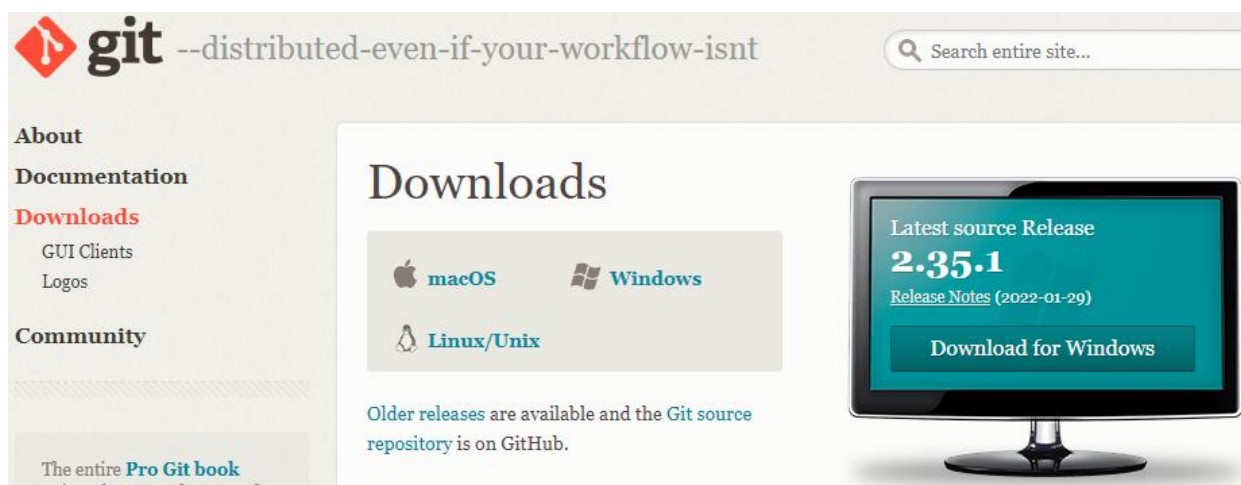 git --distributed-even-if-your-workflow-isnt
Search entire site...
About
Documentation
Downloads
GUI Clients
Logos
Community
The entire Pro Git book
Downloads
macOS
Windows
Linux/Unix
Older releases are available and the Git source
repository is on GitHub.
Latest source Release
2.35.1
Release Notes (2022-01-29)
Download for Windows